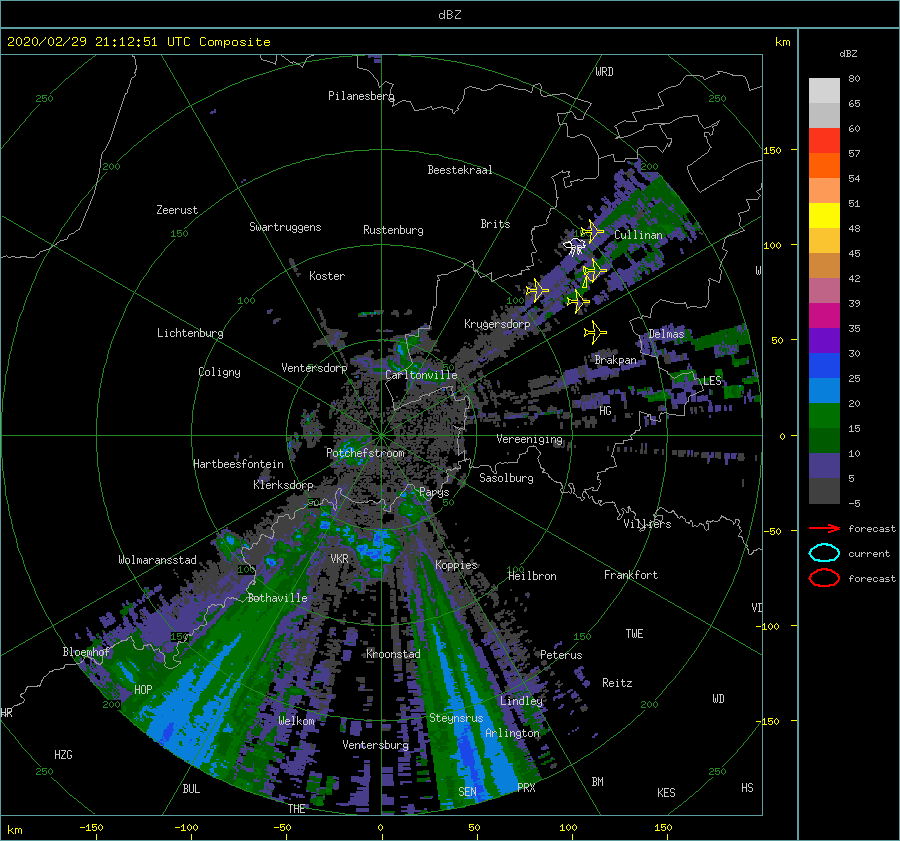 dBZ
2020/02/29 21:12:51 UTC Composite
km
dBZ
WRD
80
250
Pilanesberg
250
65
60
150
57
200
Beestekraal
200
54
Zeerust
51
150
Swartruggens
Rustenburg
Brits
Cullinan
48
100
45
W
Koster
42
100
100
39
Lichtenburg
Krugersdorp
Delmas
35
50
30
Coligny
Ventersdorp
Carltonville
Brakpan
LES
25
20
HG
15
Vereeniging
0
Potchefstroom
10
Hartbeesfontein
Klerksdorp
Sasolburg
5
Parys
50
50
-5
Villiers
forecast
-50
Wolmaransstad
VKR
Koppies
current
100
Heilbron
100
Frankfort
forecast
Bothaville
VD
-100
150
150
TWE
Bloemhof
Kroonstad
Peterus
HOP
Reitz
WD
200
Lindley
200
HR
Welkom
Steynsrus
-150
Arlington
HZG
Ventersburg
250
250
BUL
SEN
PRX
BM
KES
HS
THE
km
-150
-100
-50
0
50
100
150